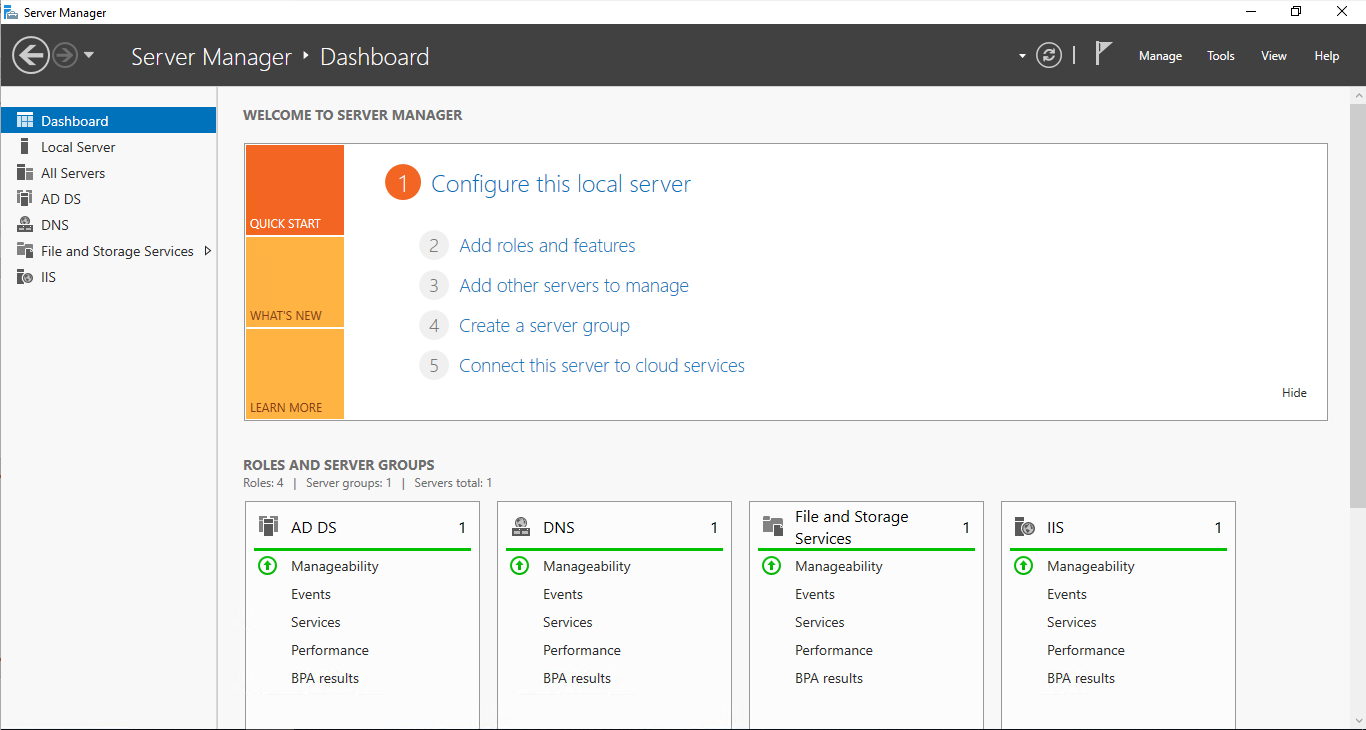 Server Manager
Server Manager • Dashboard
Manage Tools View Help
Dashboard
Local Server
All Servers
AD DS
DNS
File and Storage Services
IIS
WELCOME TO SERVER MANAGER
QUICK START
WHAT'S NEW
LEARN MORE
1 Configure this local server
2 Add roles and features
3 Add other servers to manage
4 Create a server group
5 Connect this server to cloud services
Hide
ROLES AND SERVER GROUPS
Roles: 4 | Server groups: 1 | Servers total: 1
AD DS 1
Manageability
Events
Services
Performance
BPA results
DNS 1
Manageability
Events
Services
Performance
BPA results
File and Storage
Services 1
Manageability
Events
Services
Performance
BPA results
IIS 1
Manageability
Events
Services
Performance
BPA results